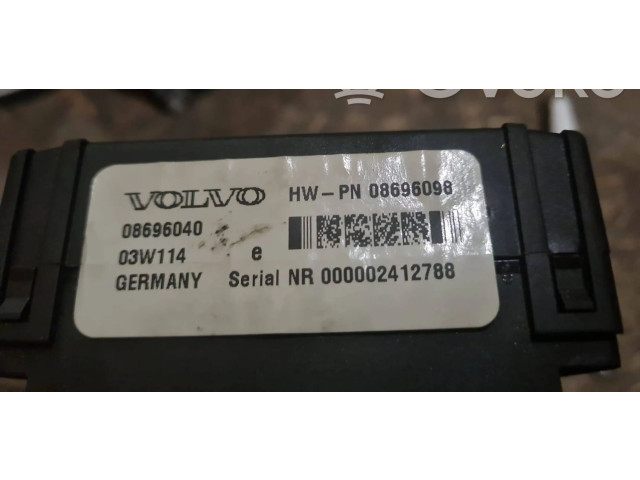 VOLVO HW-PN 08696098
08696040
03W114 e
GERMANY Serial NR 000002412788